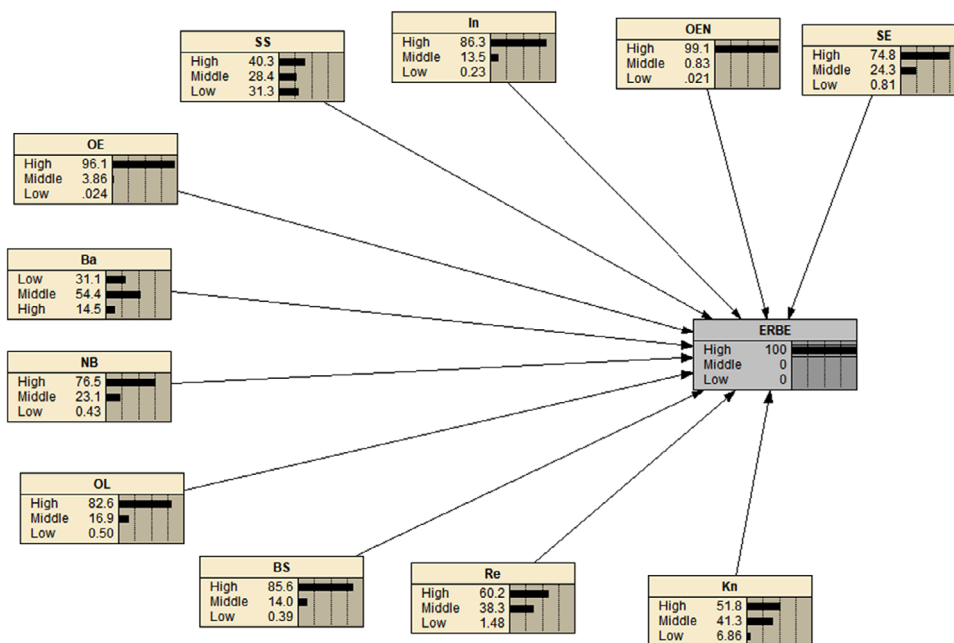 In
High 86.3
Middle 13.5
Low 0.23
OEN
High 99.1
Middle 0.83
Low .021
SE
High 74.8
Middle 24.3
Low 0.81
SS
High 40.3
Middle 28.4
Low 31.3
OE
High 96.1
Middle 3.86
Low .024
Ba
Low 31.1
Middle 54.4
High 14.5
ERBE
High 100
Middle 0
Low 0
NB
High 76.5
Middle 23.1
Low 0.43
OL
High 82.6
Middle 16.9
Low 0.50
BS
High 85.6
Middle 14.0
Low 0.39
Re
High 60.2
Middle 38.3
Low 1.48
Kn
High 51.8
Middle 41.3
Low 6.86